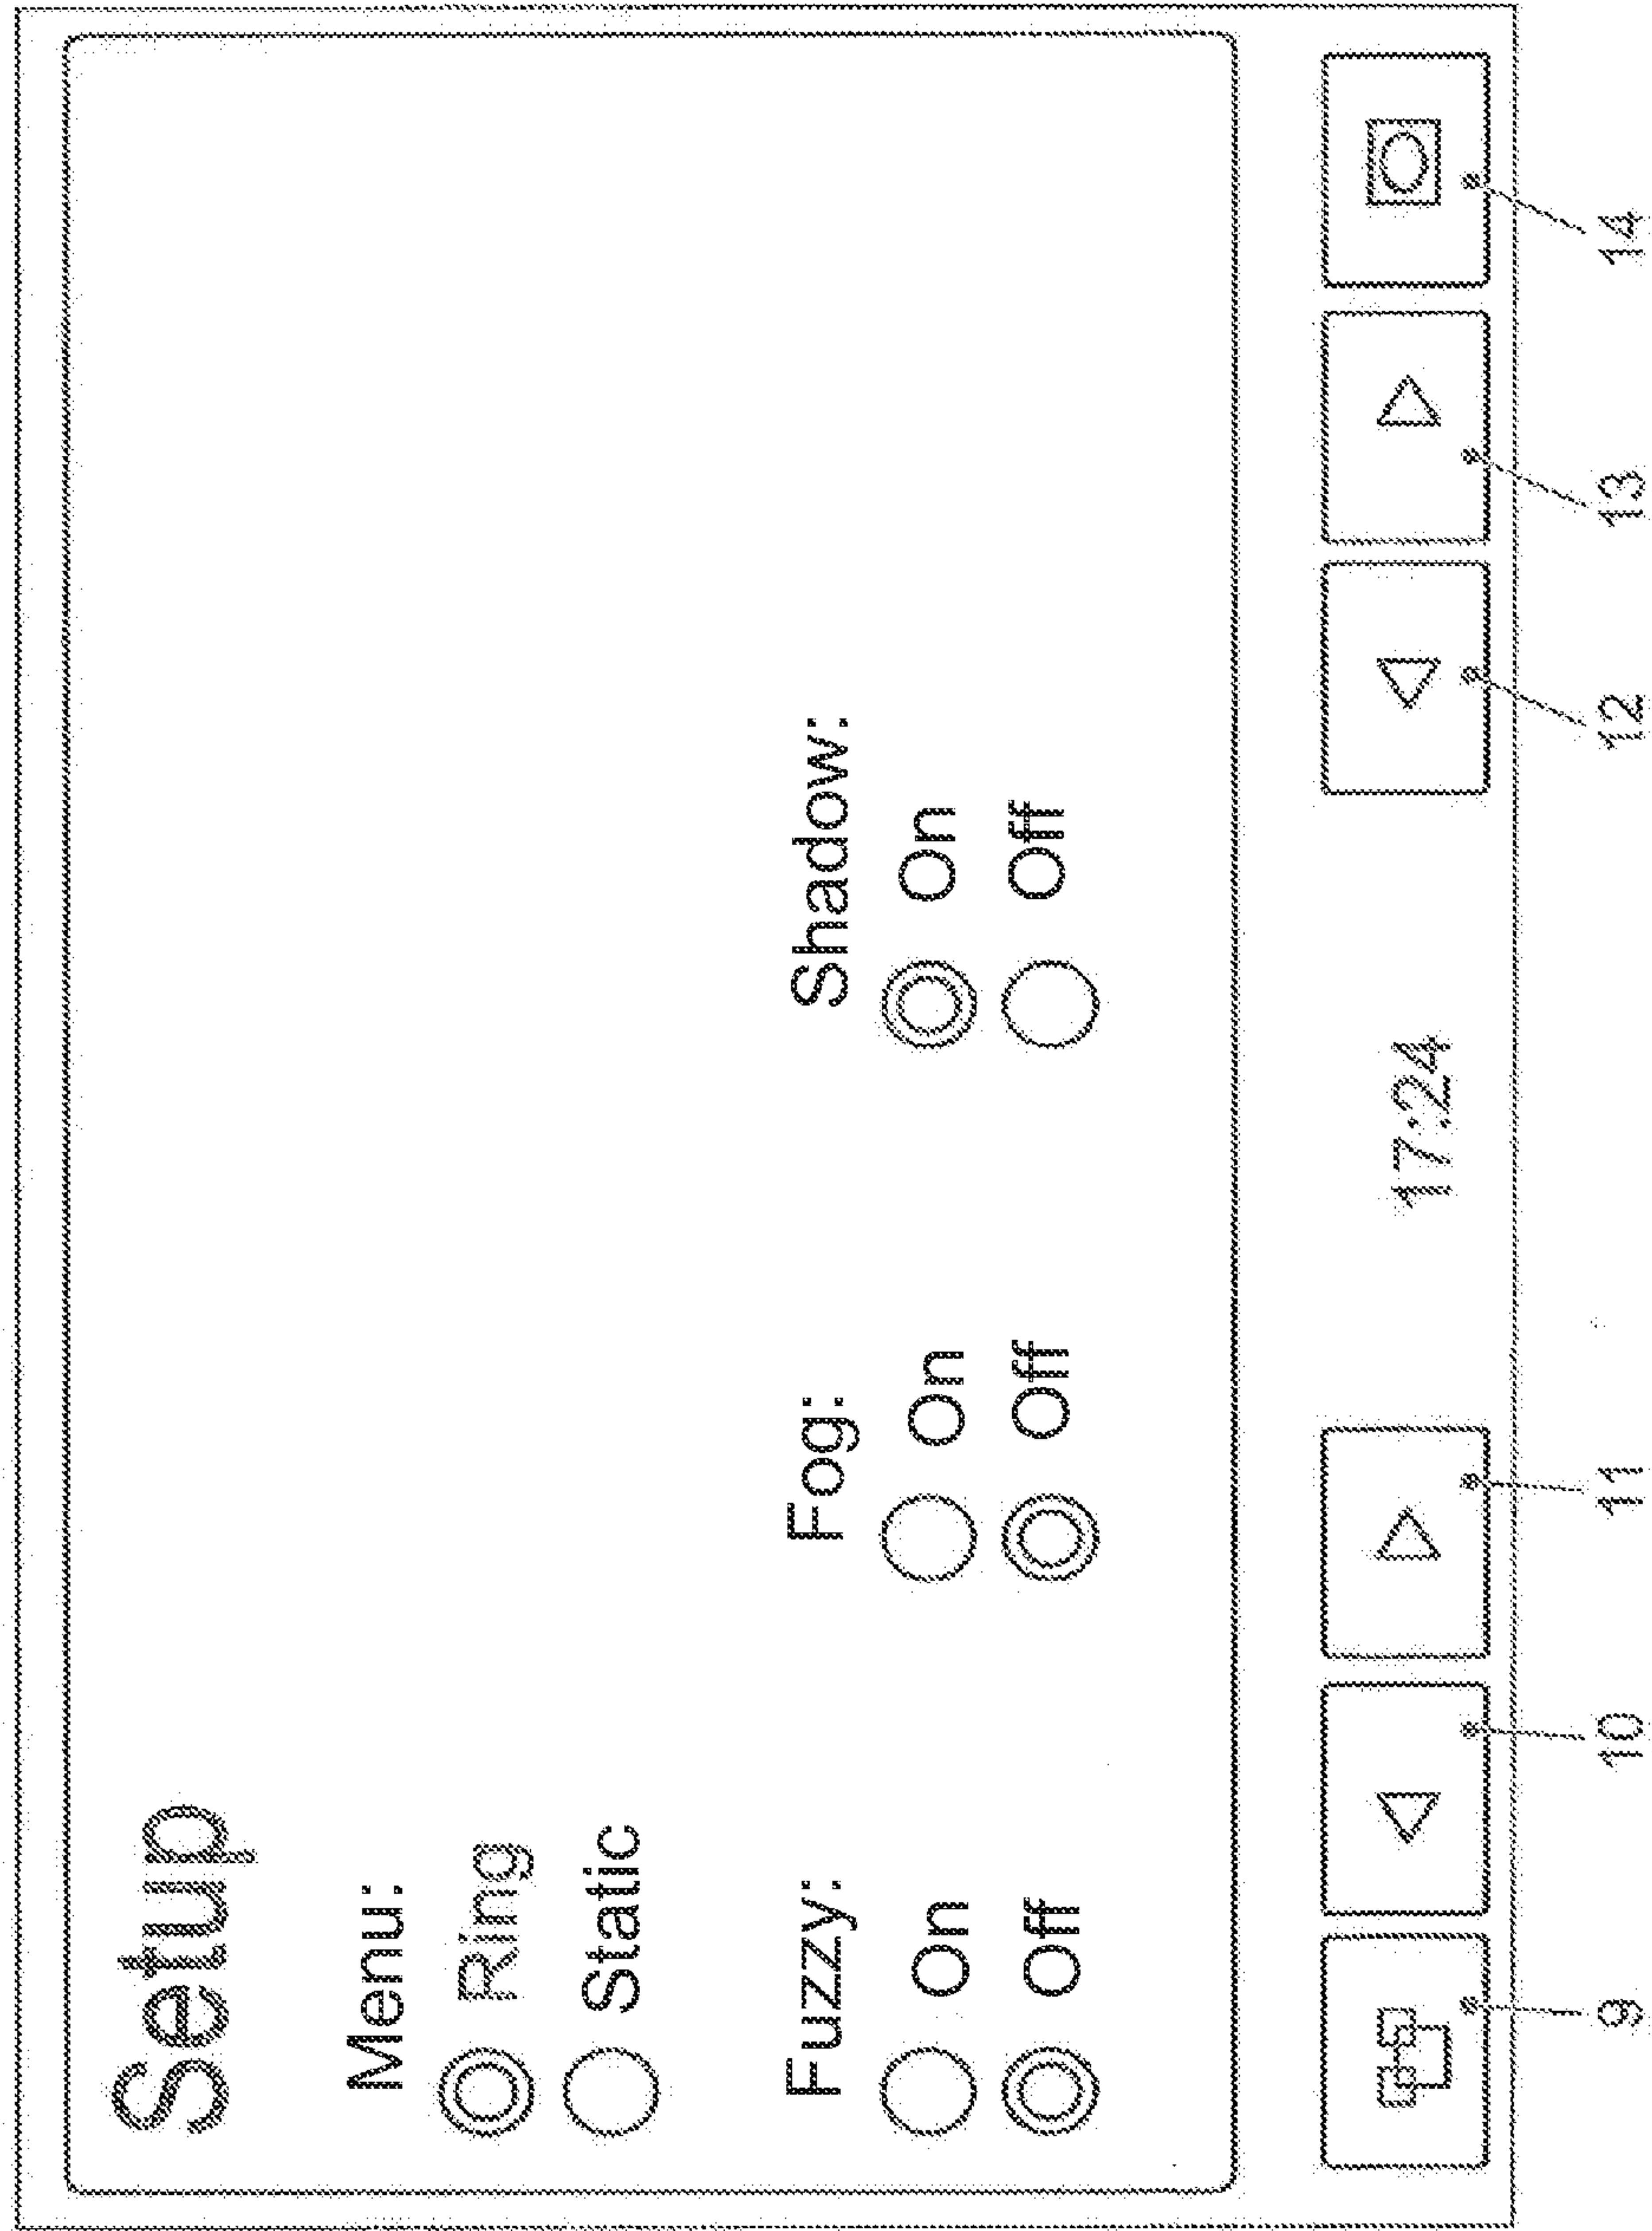 Setup
Menu:
Ring
Static
Fuzzy: Fog: Shadow:
On On On
Off Off Off
17:24
9 10 11 12 13 14